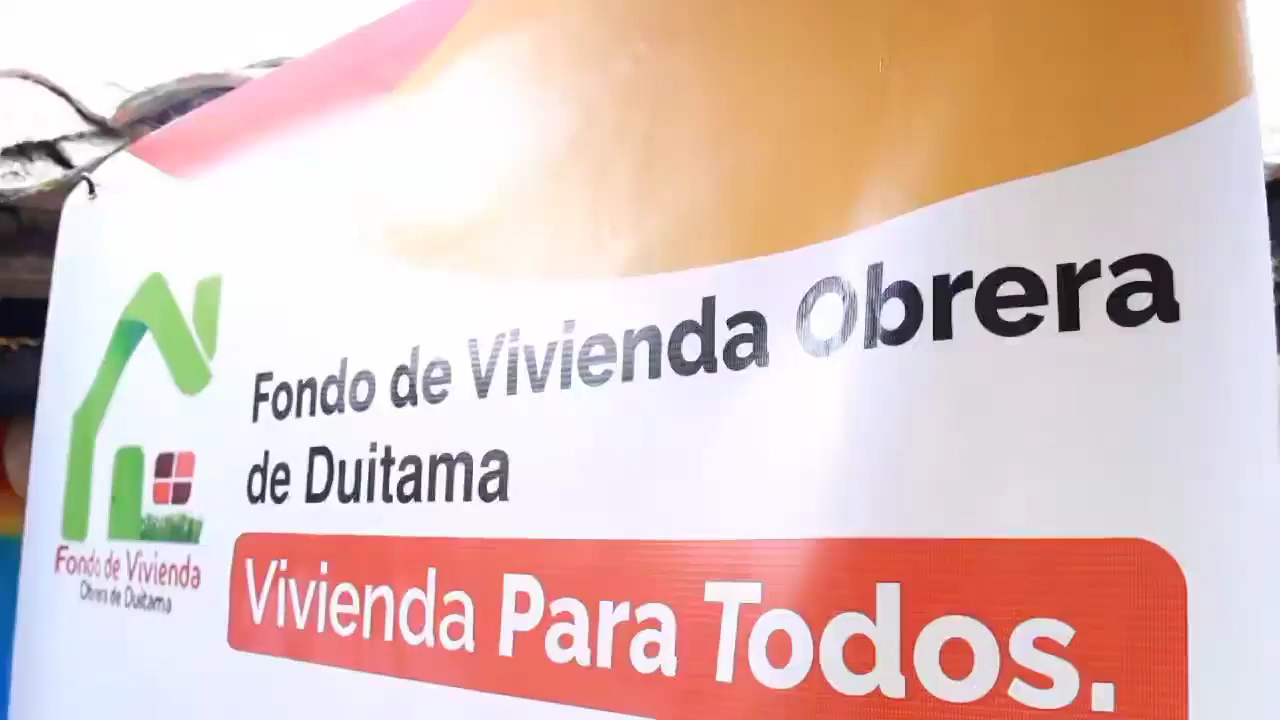 Fondo de Vivienda Obrera
de Duitama
Vivienda Para Todos.
Fondo de Vivienda
Obrera de Duitama